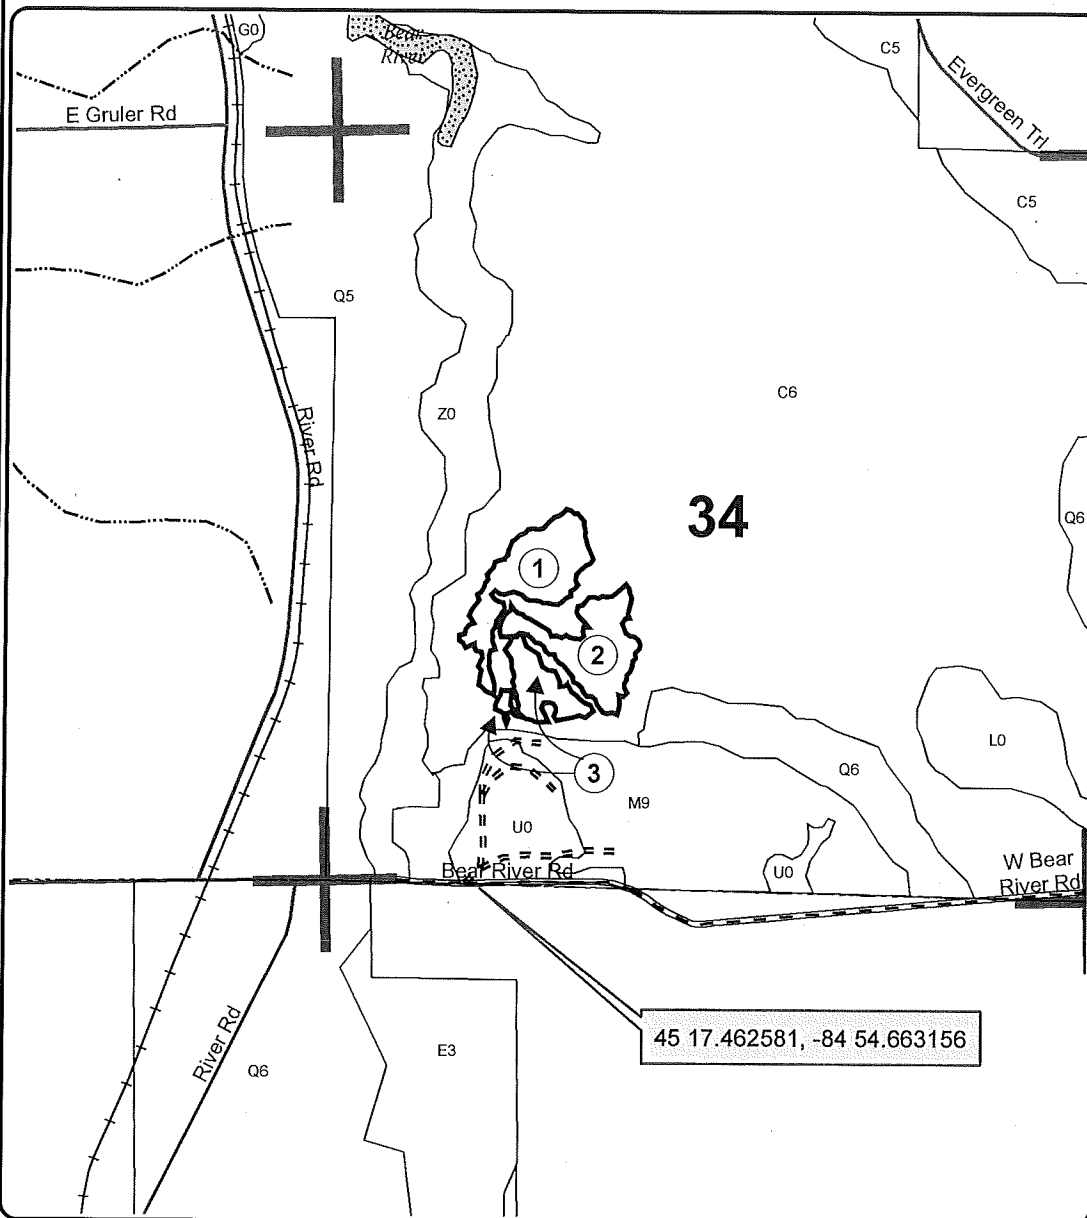 G0
Bear
River
C5
Evergreen Trl
E Gruler Rd
C5
Q5
River Rd
Z0
C6
34
Q6
1
2
L0
3
Q6
M9
U0
U0
Bear River Rd
W Bear
River Rd
45 17.462581, -84 54.663156
River Rd
E3
Q6